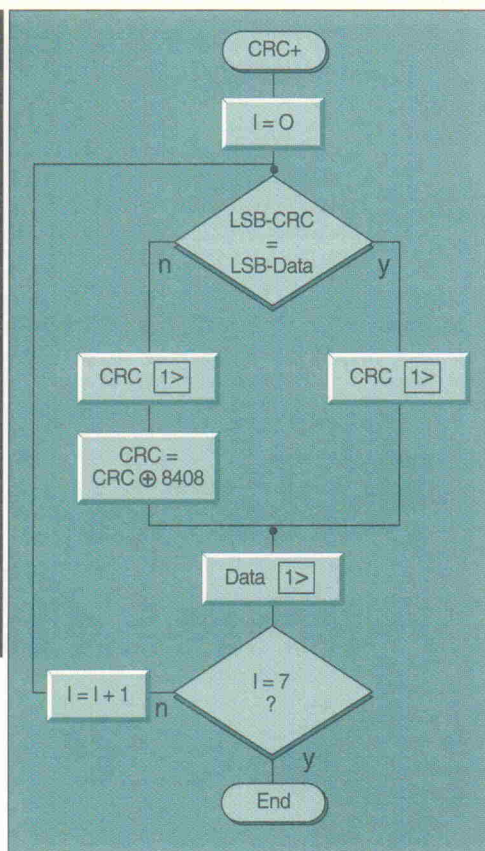 CRC+
I = O
LSB-CRC
=
LSB-Data
n
y
CRC 1>
CRC 1>
CRC =
CRC ⊕ 8408
Data 1>
I = I + 1
n
I = 7
?
y
End